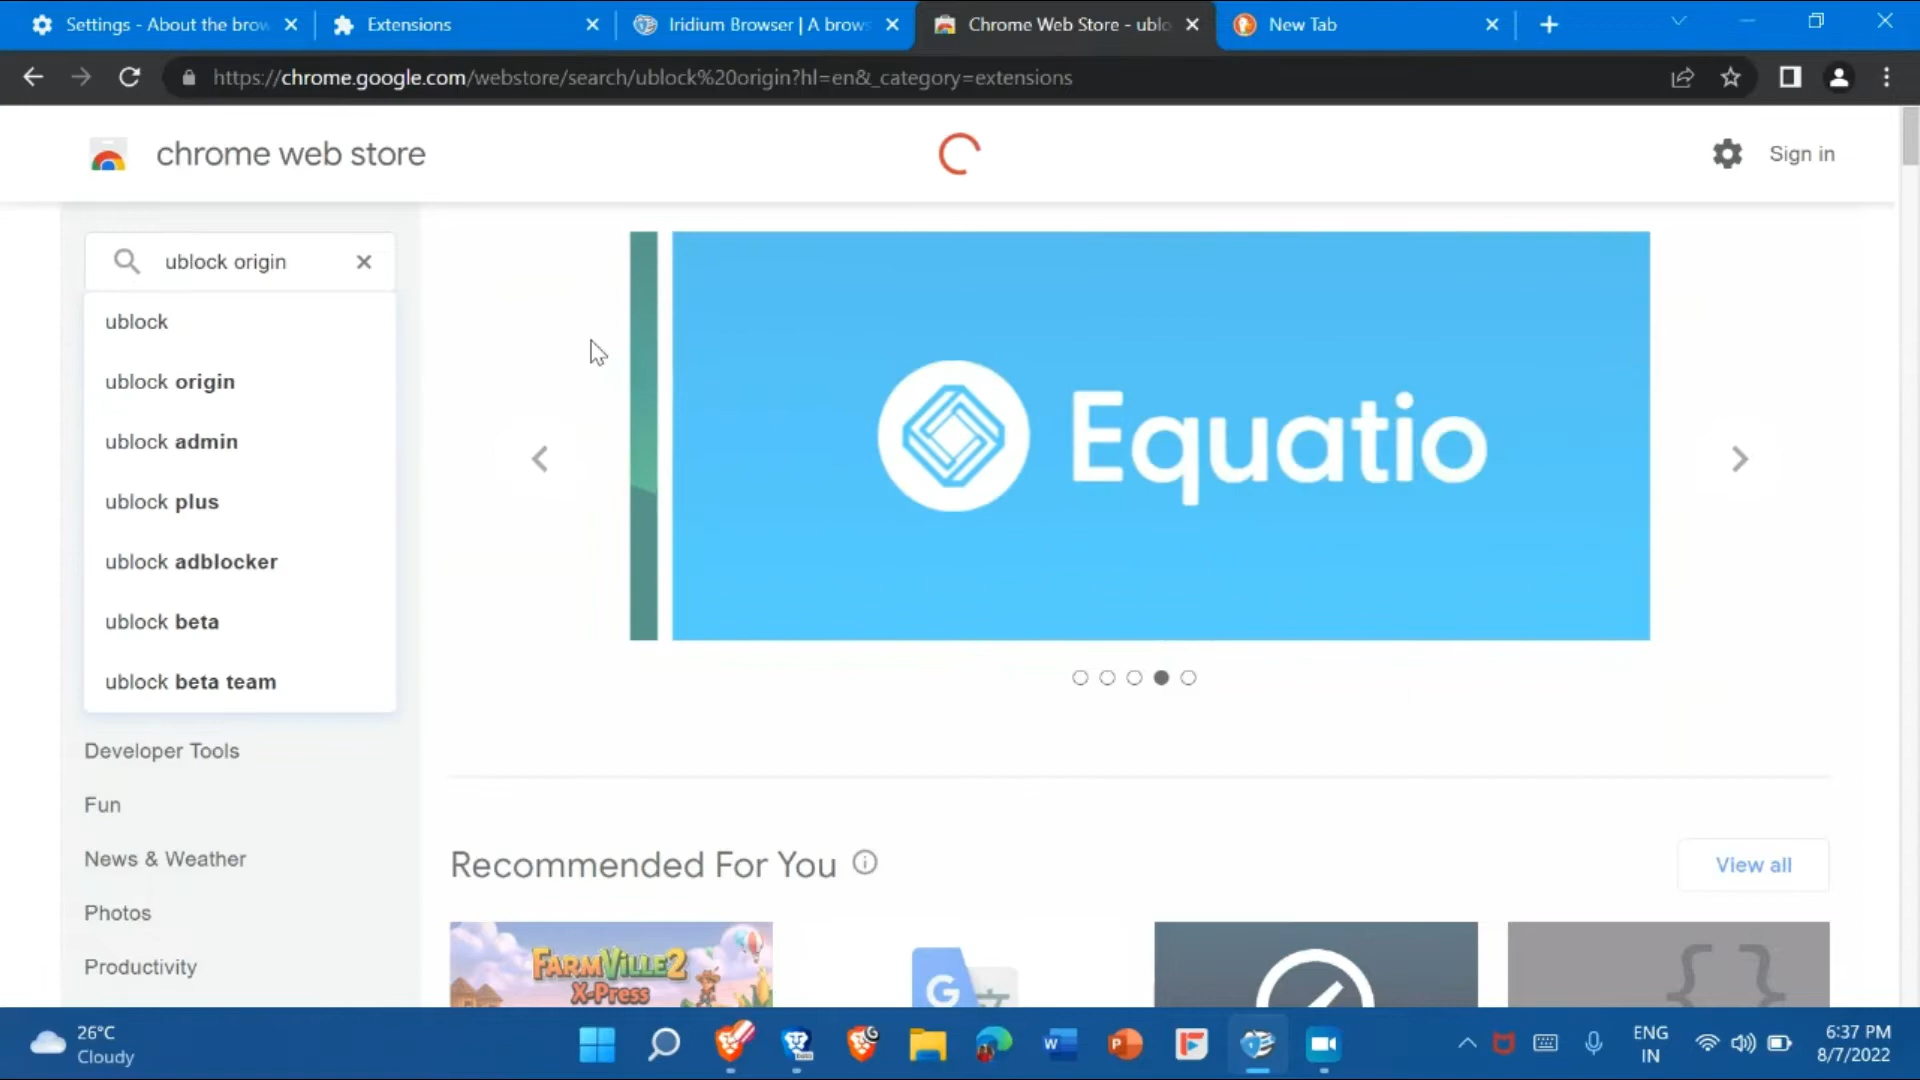 Settings - About the brow
Extensions
Iridium Browser | A brows
Chrome Web Store - ublo
New Tab
https://chrome.google.com/webstore/search/ublock%20origin?hl=en&_category=extensions
chrome web store
Sign in
ublock origin
ublock
ublock origin
ublock admin
ublock plus
ublock adblocker
ublock beta
ublock beta team
Developer Tools
Fun
News & Weather
Photos
Productivity
Equatio
Recommended For You
View all
FARMVILLE2
X-PRESS
G
26°C
Cloudy
ENG
IN
6:37 PM
8/7/2022